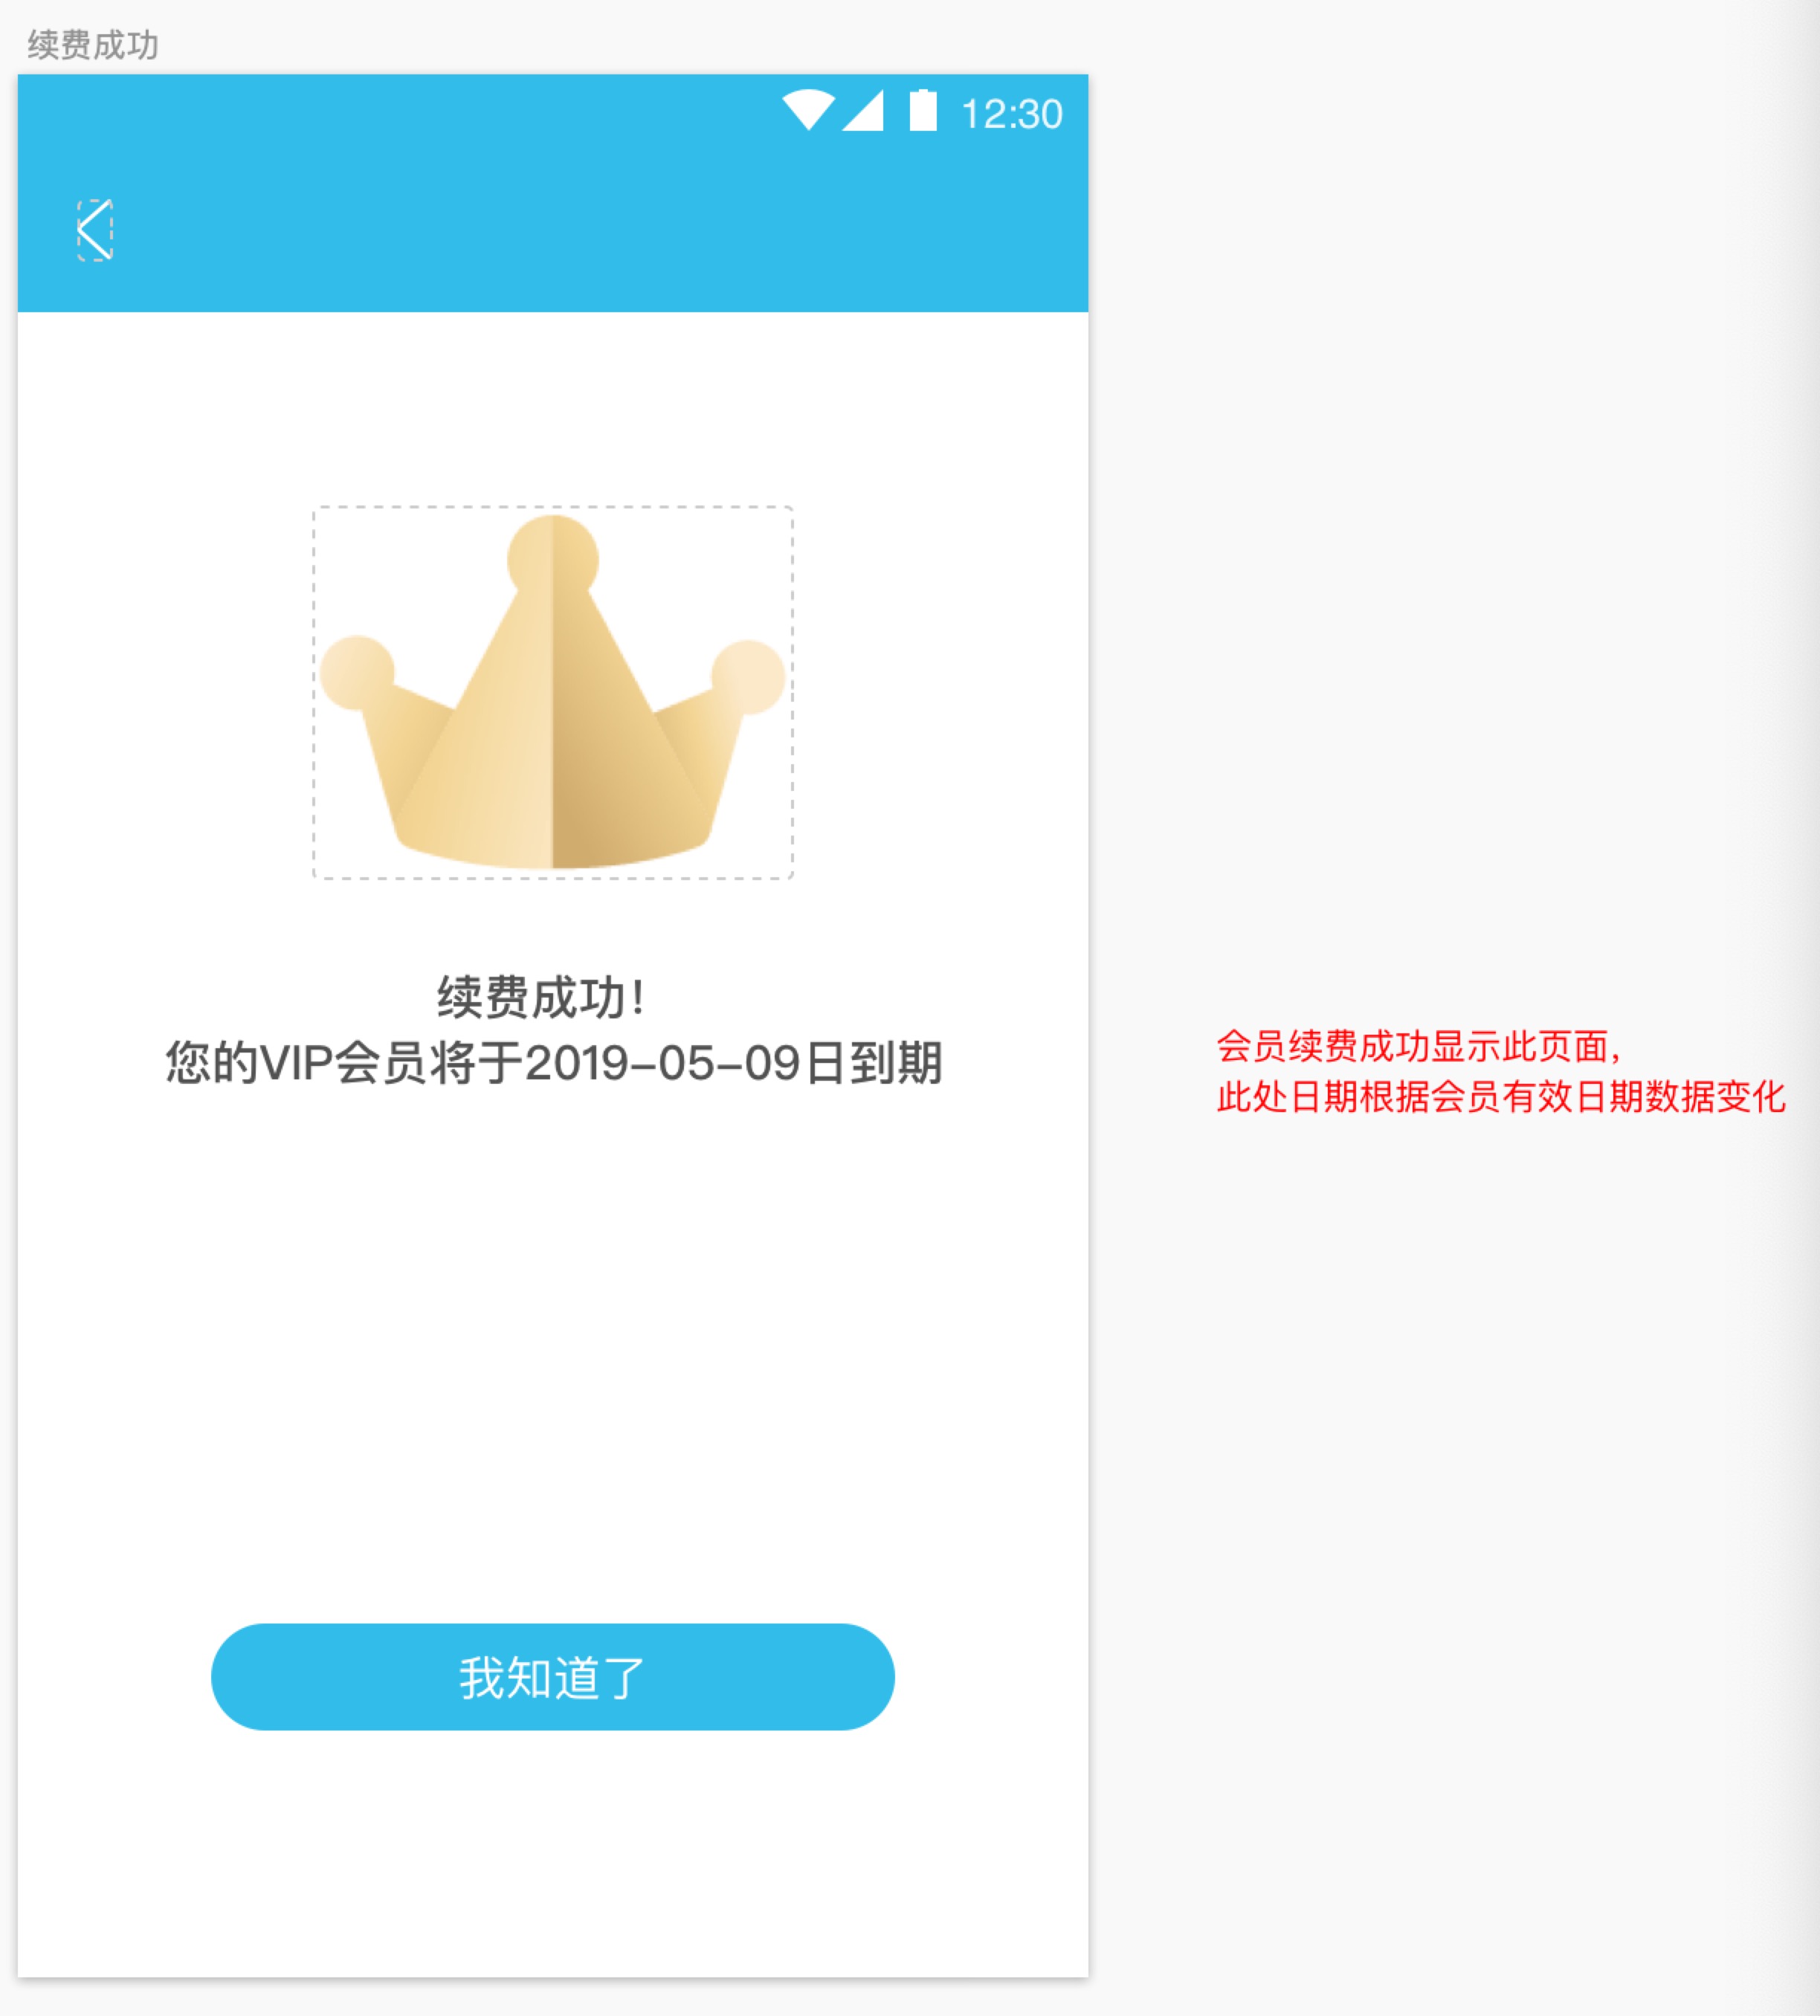 续费成功
12:30
续费成功！
您的VIP会员将于2019-05-09日到期
会员续费成功显示此页面，
此处日期根据会员有效日期数据变化
我知道了